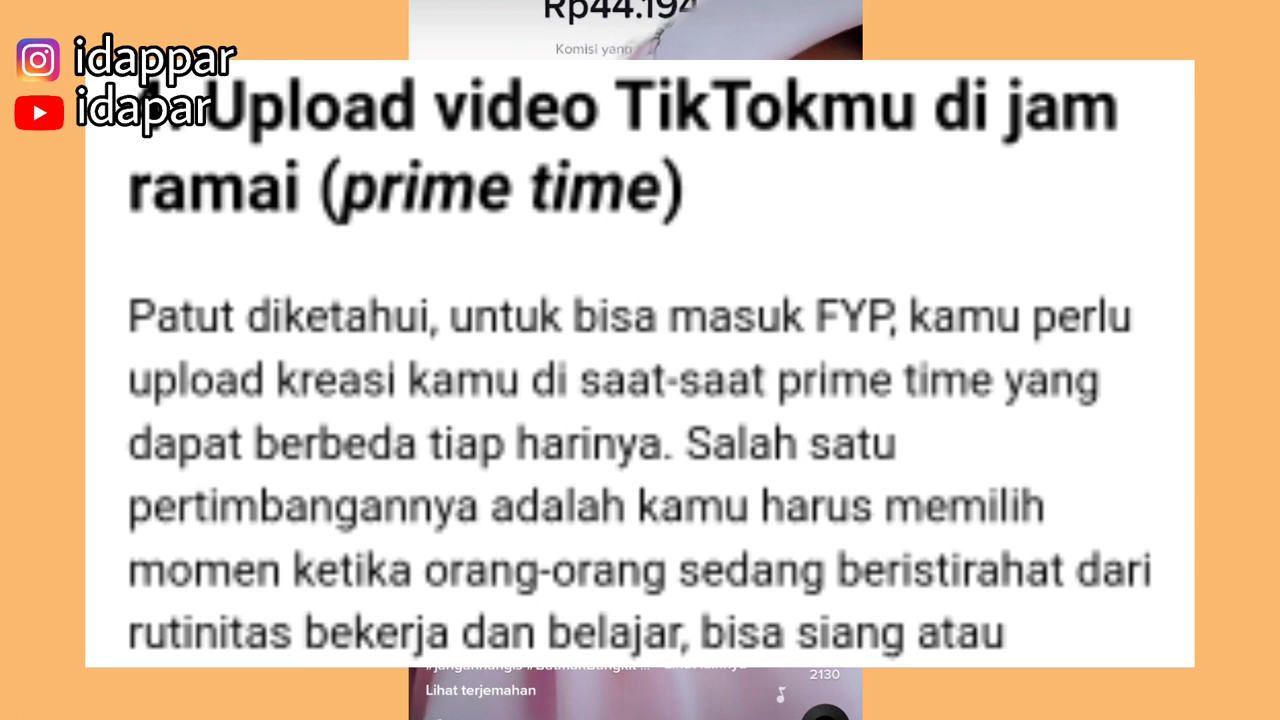 Rp44.194
Komisi yang
idappar
idapar
Upload video TikTokmu di jam
ramai (prime time)
Patut diketahui, untuk bisa masuk FYP, kamu perlu
upload kreasi kamu di saat-saat prime time yang
dapat berbeda tiap harinya. Salah satu
pertimbangannya adalah kamu harus memilih
momen ketika orang-orang sedang beristirahat dari
rutinitas bekerja dan belajar, bisa siang atau
2130
Lihat terjemahan